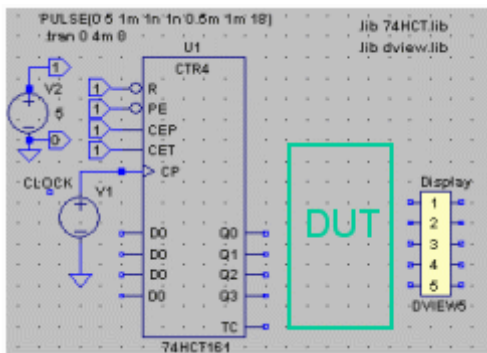 PULSE(0 5 1m 1n 1n 0.5m 1m 18)
.tran 0 4m 0
.lib 74HCT.lib
.lib dview.lib
U1
CTR4
1
V2
5
0
1 R
1 PE
1 CEP
1 CET
CP
CLOCK
V1
DUT
Display
1
2
3
4
5
DVIEW5
D0 Q0
D0 Q1
D0 Q2
D0 Q3
TC
74HCT161